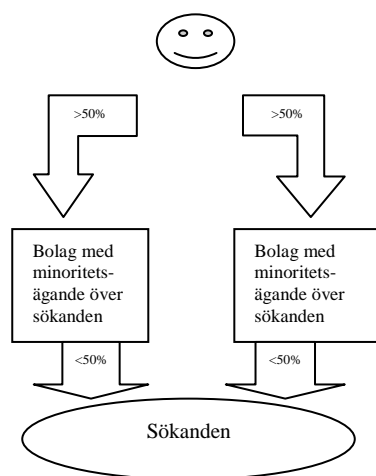 >50%
>50%
Bolag med
minoritets-
ägande över
sökanden
Bolag med
minoritets-
ägande över
sökanden
<50%
<50%
Sökanden